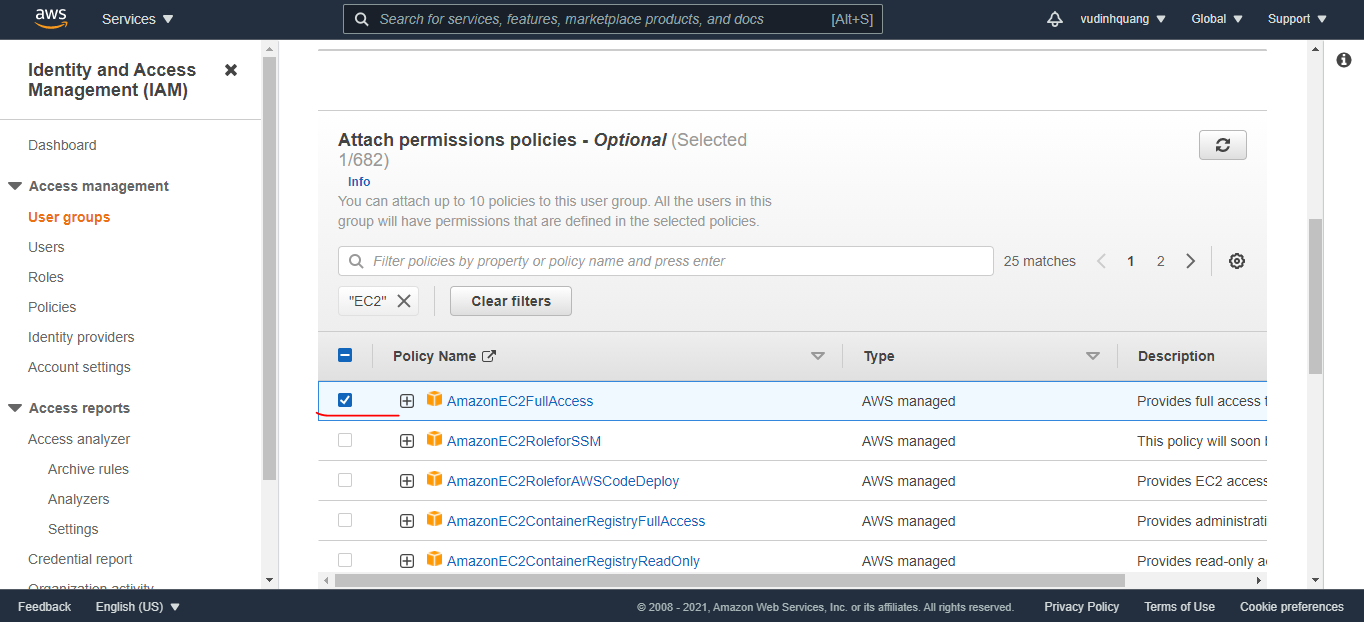 aws
Services
Search for services, features, marketplace products, and docs
[Alt+S]
vudinhquang
Global
Support
Identity and Access
Management (IAM)
Dashboard
Access management
User groups
Users
Roles
Policies
Identity providers
Account settings
Access reports
Access analyzer
Archive rules
Analyzers
Settings
Credential report
Organization activity
Attach permissions policies - Optional (Selected
1/682)
Info
You can attach up to 10 policies to this user group. All the users in this
group will have permissions that are defined in the selected policies.
Filter policies by property or policy name and press enter
25 matches
1
2
"EC2"
Clear filters
Policy Name
Type
Description
AmazonEC2FullAccess
AWS managed
Provides full access t
AmazonEC2RoleforSSM
AWS managed
This policy will soon b
AmazonEC2RoleforAWSCodeDeploy
AWS managed
Provides EC2 access
AmazonEC2ContainerRegistryFullAccess
AWS managed
Provides administrati
AmazonEC2ContainerRegistryReadOnly
AWS managed
Provides read-only a
Feedback
English (US)
© 2008 - 2021, Amazon Web Services, Inc. or its affiliates. All rights reserved.
Privacy Policy
Terms of Use
Cookie preferences